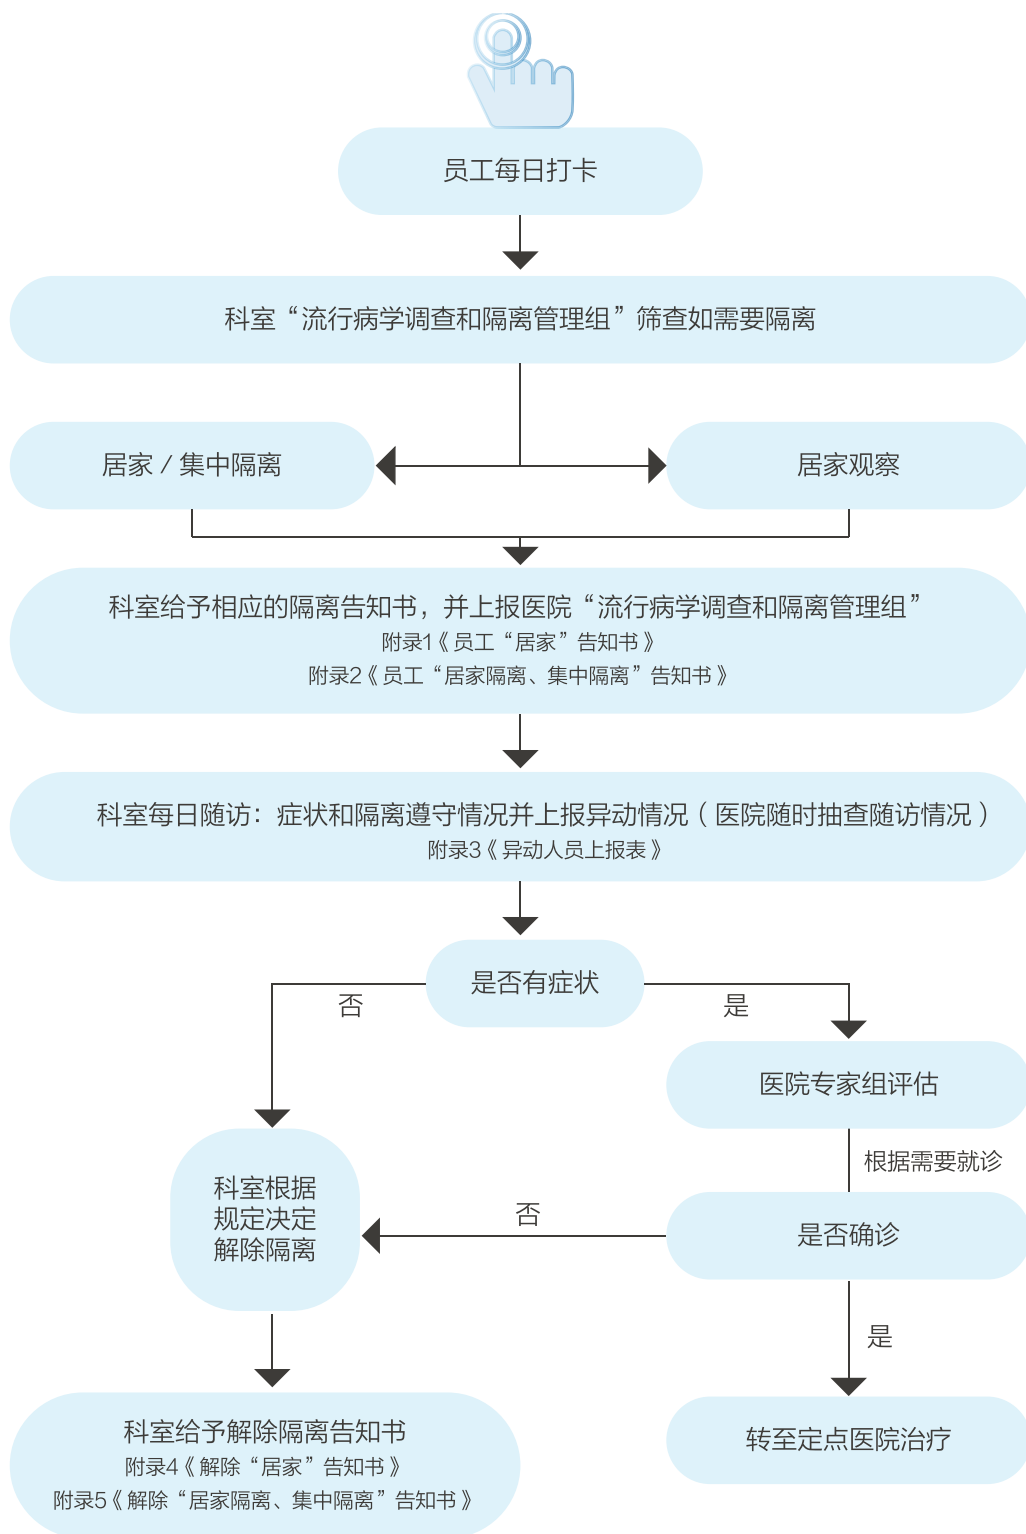 员工每日打卡
科室“流行病学调查和隔离管理组”筛查如需要隔离
居家 / 集中隔离
居家观察
科室给予相应的隔离告知书，并上报医院“流行病学调查和隔离管理组”
附录1《员工“居家”告知书》
附录2《员工“居家隔离、集中隔离”告知书》
科室每日随访：症状和隔离遵守情况并上报异动情况（医院随时抽查随访情况）
附录3《异动人员上报表》
是否有症状
否
是
医院专家组评估
根据需要就诊
科室根据
规定决定
解除隔离
否
是否确诊
是
科室给予解除隔离告知书
附录4《解除“居家”告知书》
附录5《解除“居家隔离、集中隔离”告知书》
转至定点医院治疗